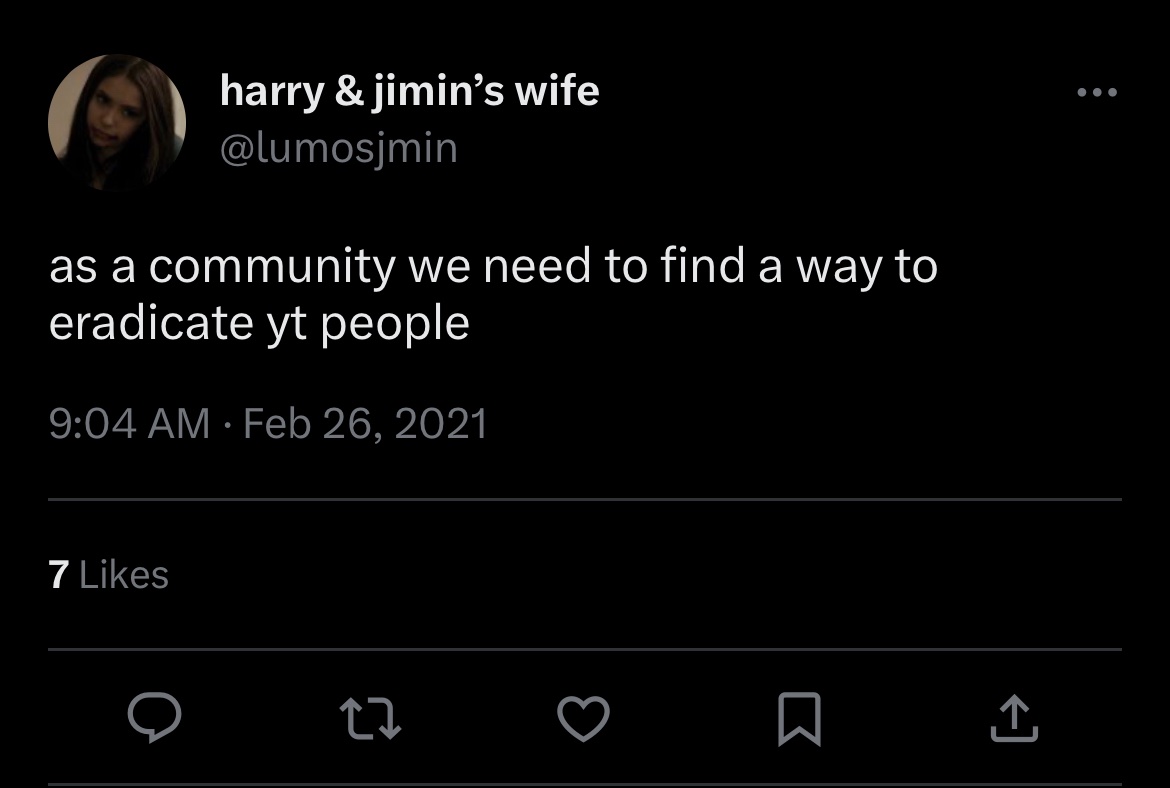 harry & jimin’s wife
@lumosjmin
as a community we need to find a way to
eradicate yt people
9:04 AM · Feb 26, 2021
7 Likes